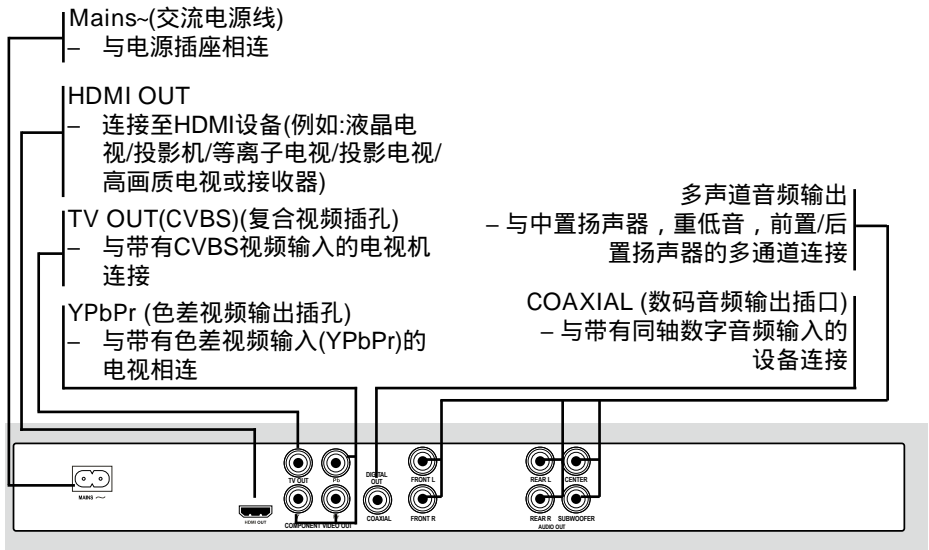 Mains~(交流电源线)
– 与电源插座相连
HDMI OUT
– 连接至HDMI设备(例如:液晶电
视/投影机/等离子电视/投影电视/
高画质电视或接收器)
TV OUT(CVBS)(复合视频插孔)
– 与带有CVBS视频输入的电视机
连接
YPbPr (色差视频输出插孔)
– 与带有色差视频输入(YPbPr)的
电视相连
多声道音频输出
– 与中置扬声器，重低音，前置/后
置扬声器的多通道连接
COAXIAL (数码音频输出插口)
– 与带有同轴数字音频输入的
设备连接
MAINS ~
HDMI OUT
TV OUT
Pb
COMPONENT VIDEO OUT
DIGITAL
OUT
COAXIAL
FRONT L
FRONT R
REAR L
CENTER
REAR R
SUBWOOFER
AUDIO OUT